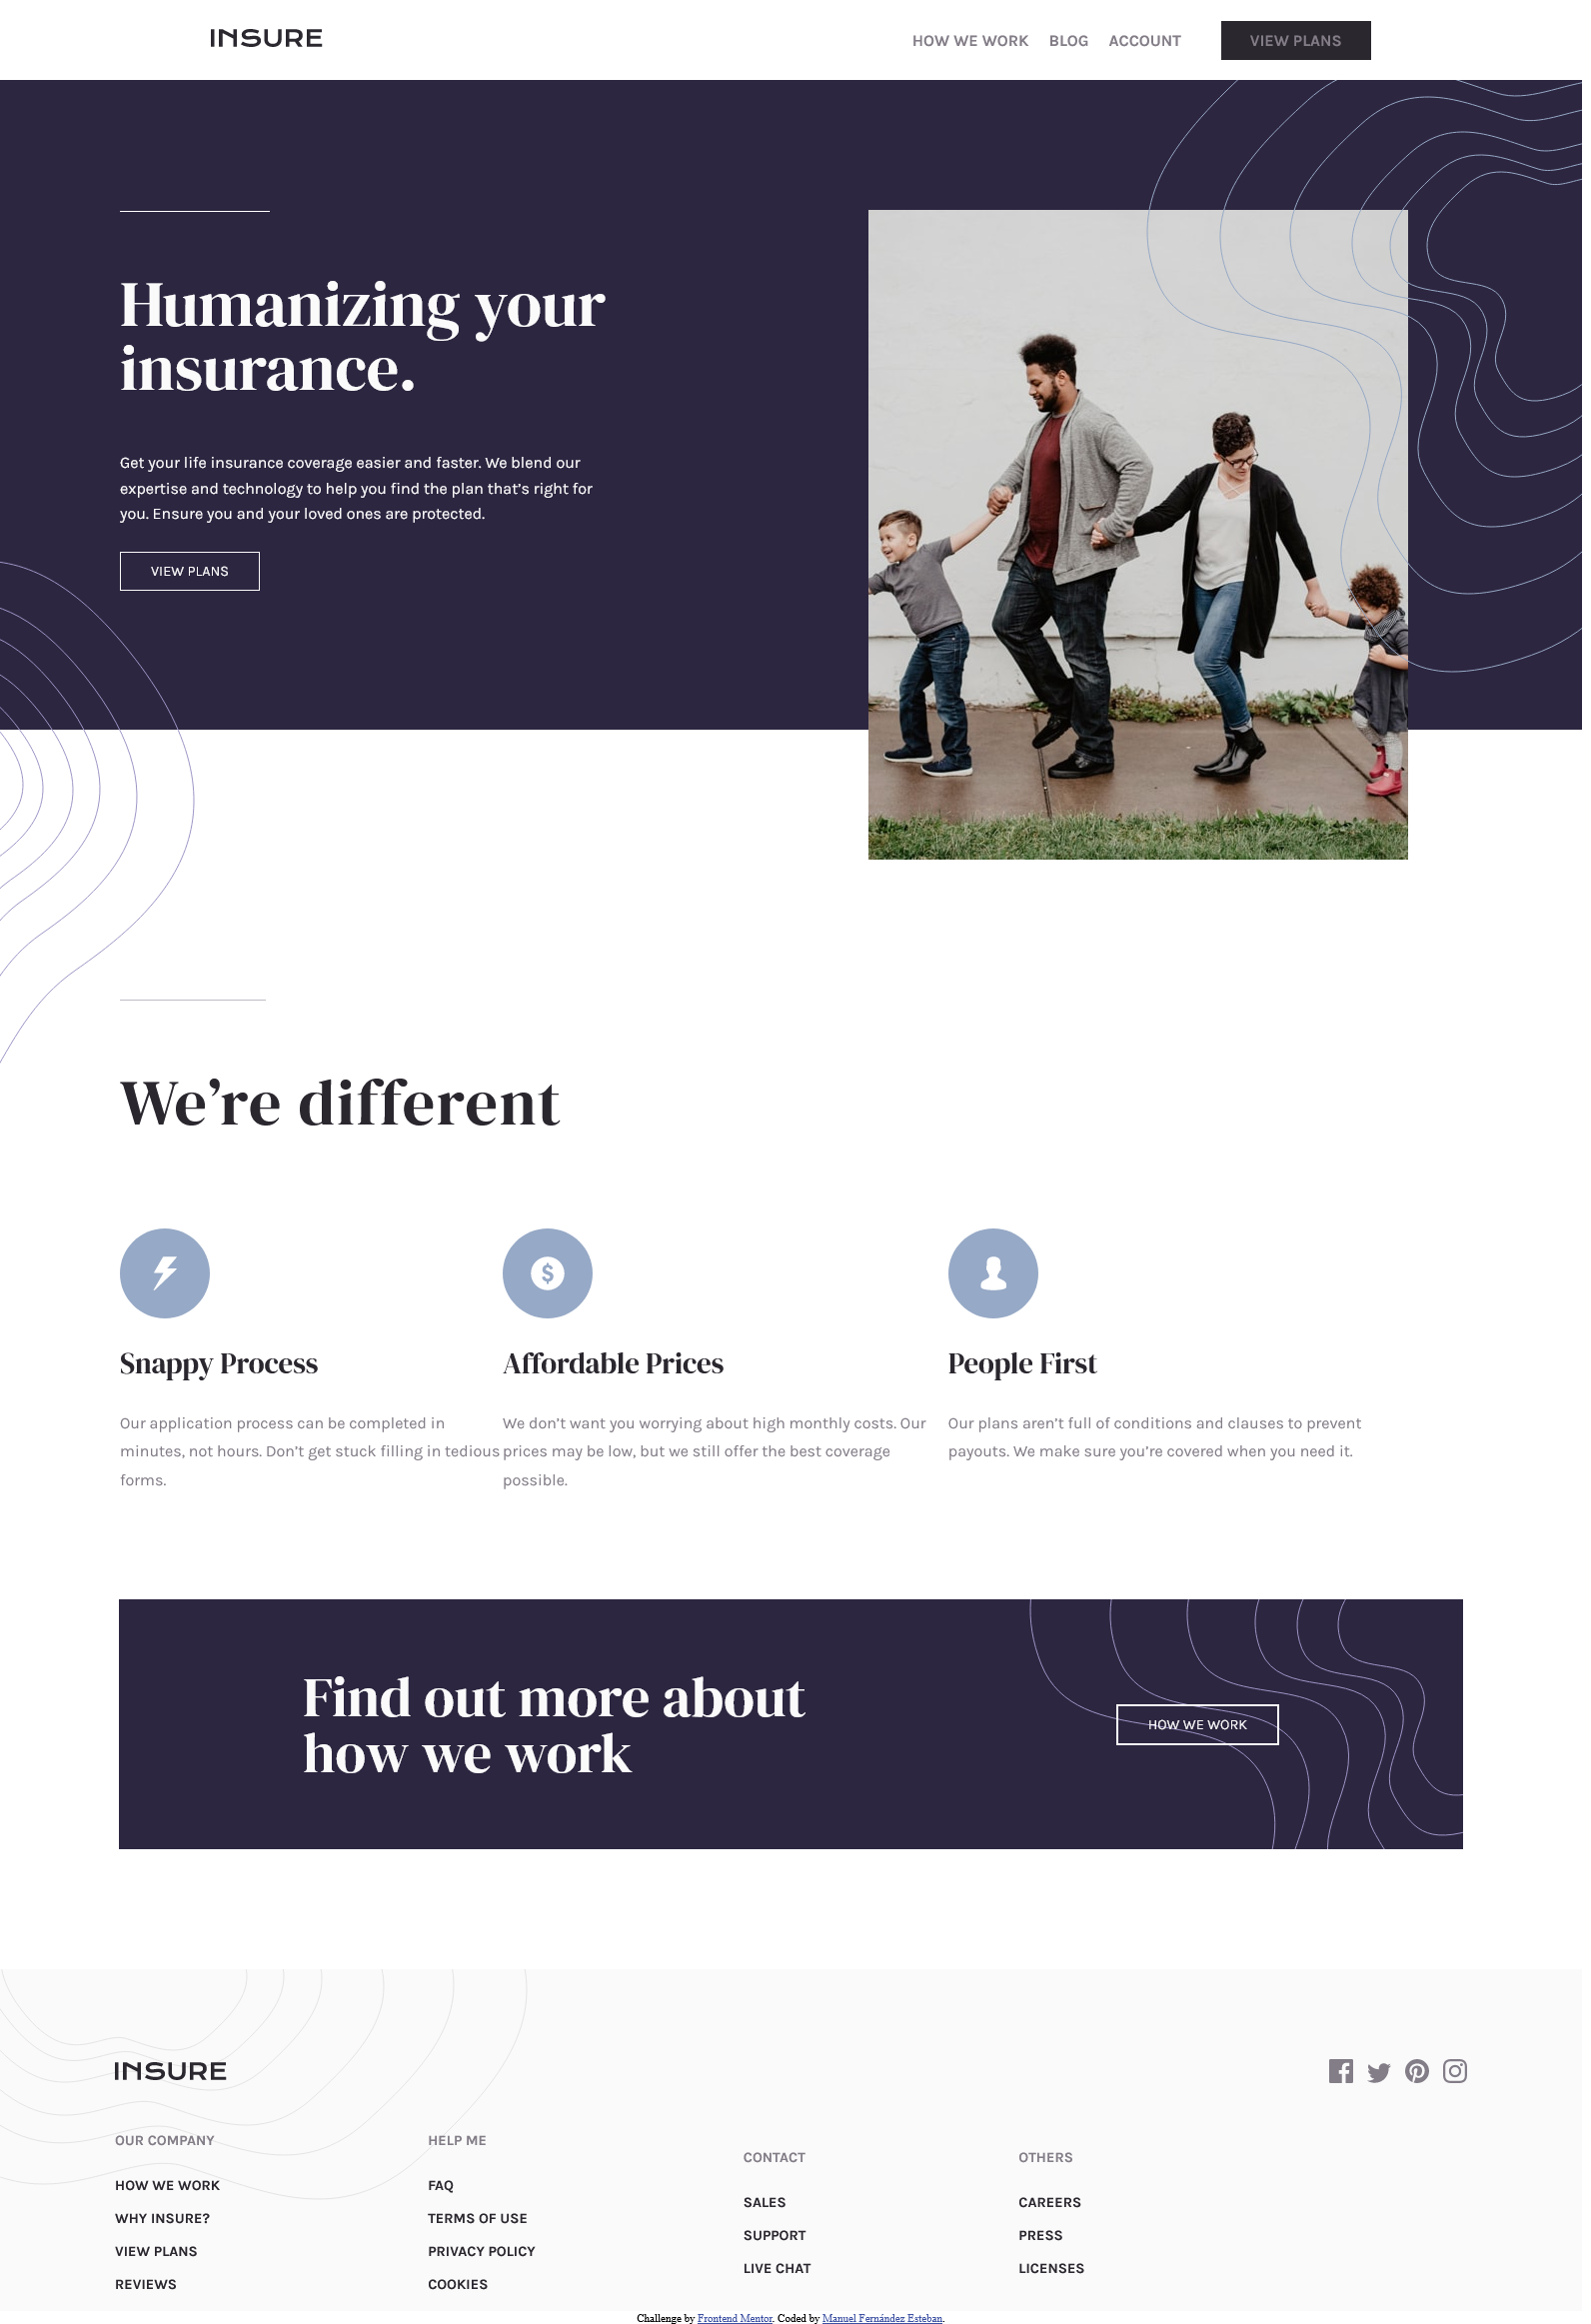 INSURE
HOW WE WORK BLOG ACCOUNT VIEW PLANS
Humanizing your
insurance.
Get your life insurance coverage easier and faster. We blend our
expertise and technology to help you find the plan that’s right for
you. Ensure you and your loved ones are protected.
VIEW PLANS
We’re different
Snappy Process
Our application process can be completed in
minutes, not hours. Don’t get stuck filling in tedious
forms.
Affordable Prices
We don’t want you worrying about high monthly costs. Our
prices may be low, but we still offer the best coverage
possible.
People First
Our plans aren’t full of conditions and clauses to prevent
payouts. We make sure you’re covered when you need it.
Find out more about
how we work
HOW WE WORK
INSURE
OUR COMPANY
HOW WE WORK
WHY INSURE?
VIEW PLANS
REVIEWS
HELP ME
FAQ
TERMS OF USE
PRIVACY POLICY
COOKIES
CONTACT
SALES
SUPPORT
LIVE CHAT
OTHERS
CAREERS
PRESS
LICENSES
Challenge by Frontend Mentor. Coded by Manuel Fernández Esteban.